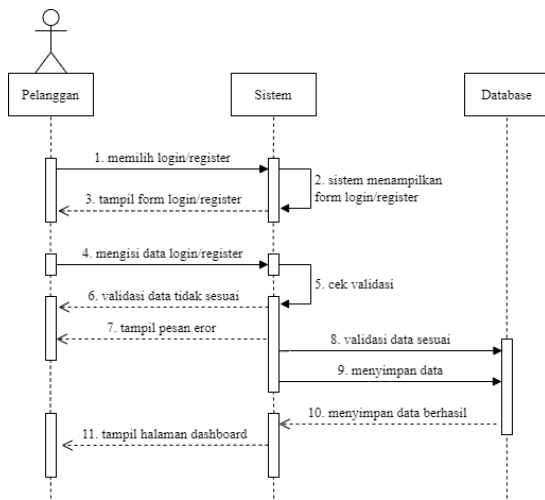 Pelanggan
Sistem
Database
1. memilih login/register
2. sistem menampilkan
form login/register
3. tampil form login/register
4. mengisi data login/register
5. cek validasi
6. validasi data tidak sesuai
7. tampil pesan eror
8. validasi data sesuai
9. menyimpan data
10. menyimpan data berhasil
11. tampil halaman dashboard